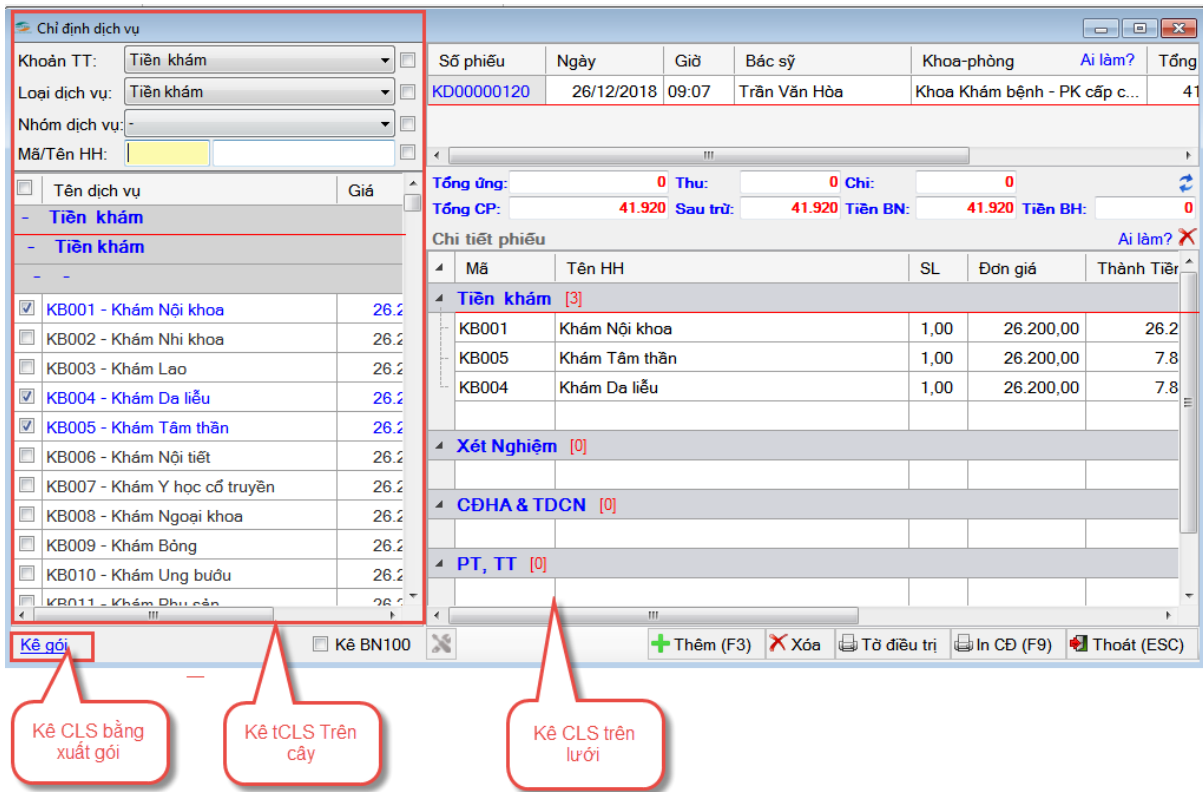 Chỉ định dịch vụ
Khoản TT: Tiền khám
Loại dịch vụ: Tiền khám
Nhóm dịch vụ: -
Mã/Tên HH:
Tên dịch vụ Giá
- Tiền khám
- Tiền khám
- -
KB001 - Khám Nội khoa 26.2
KB002 - Khám Nhi khoa 26.2
KB003 - Khám Lao 26.2
KB004 - Khám Da liễu 26.2
KB005 - Khám Tâm thần 26.2
KB006 - Khám Nội tiết 26.2
KB007 - Khám Y học cổ truyền 26.2
KB008 - Khám Ngoại khoa 26.2
KB009 - Khám Bỏng 26.2
KB010 - Khám Ung bướu 26.2
KB011 - Khám Phụ sản 26.2
Kê gói Kê BN100
Số phiếu Ngày Giờ Bác sỹ Khoa-phòng Ai làm? Tổng
KD00000120 26/12/2018 09:07 Trần Văn Hòa Khoa Khám bệnh - PK cấp c... 41
Tổng ứng: 0 Thu: 0 Chi: 0
Tổng CP: 41.920 Sau trừ: 41.920 Tiền BN: 41.920 Tiền BH: 0
Chi tiết phiếu Ai làm?
Mã Tên HH SL Đơn giá Thành Tiền
Tiền khám [3]
KB001 Khám Nội khoa 1,00 26.200,00 26.2
KB005 Khám Tâm thần 1,00 26.200,00 7.8
KB004 Khám Da liễu 1,00 26.200,00 7.8
Xét Nghiệm [0]
CĐHA & TDCN [0]
PT, TT [0]
Thêm (F3) Xóa Tờ điều trị In CĐ (F9) Thoát (ESC)
Kê CLS bằng
xuất gói
Kê tCLS Trên
cây
Kê CLS trên
lưới